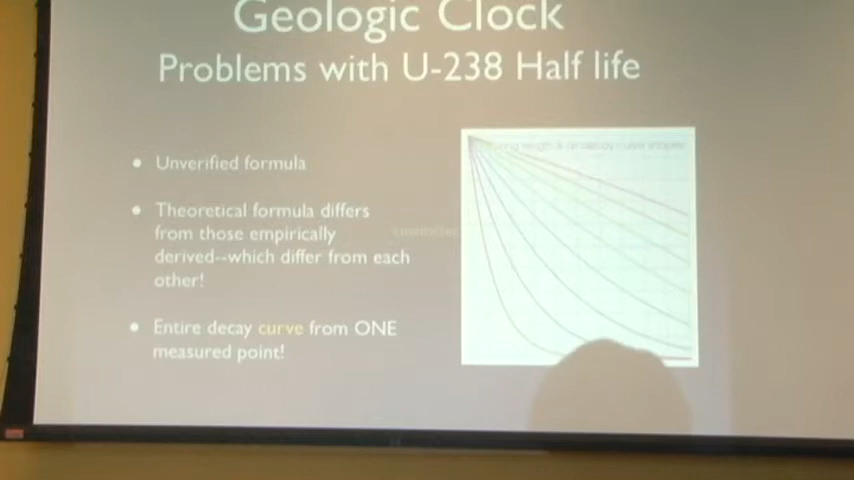 Geologic Clock
Problems with U-238 Half life
• Unverified formula
• Theoretical formula differs
from those empirically
derived--which differ from each
other!
• Entire decay curve from ONE
measured point!